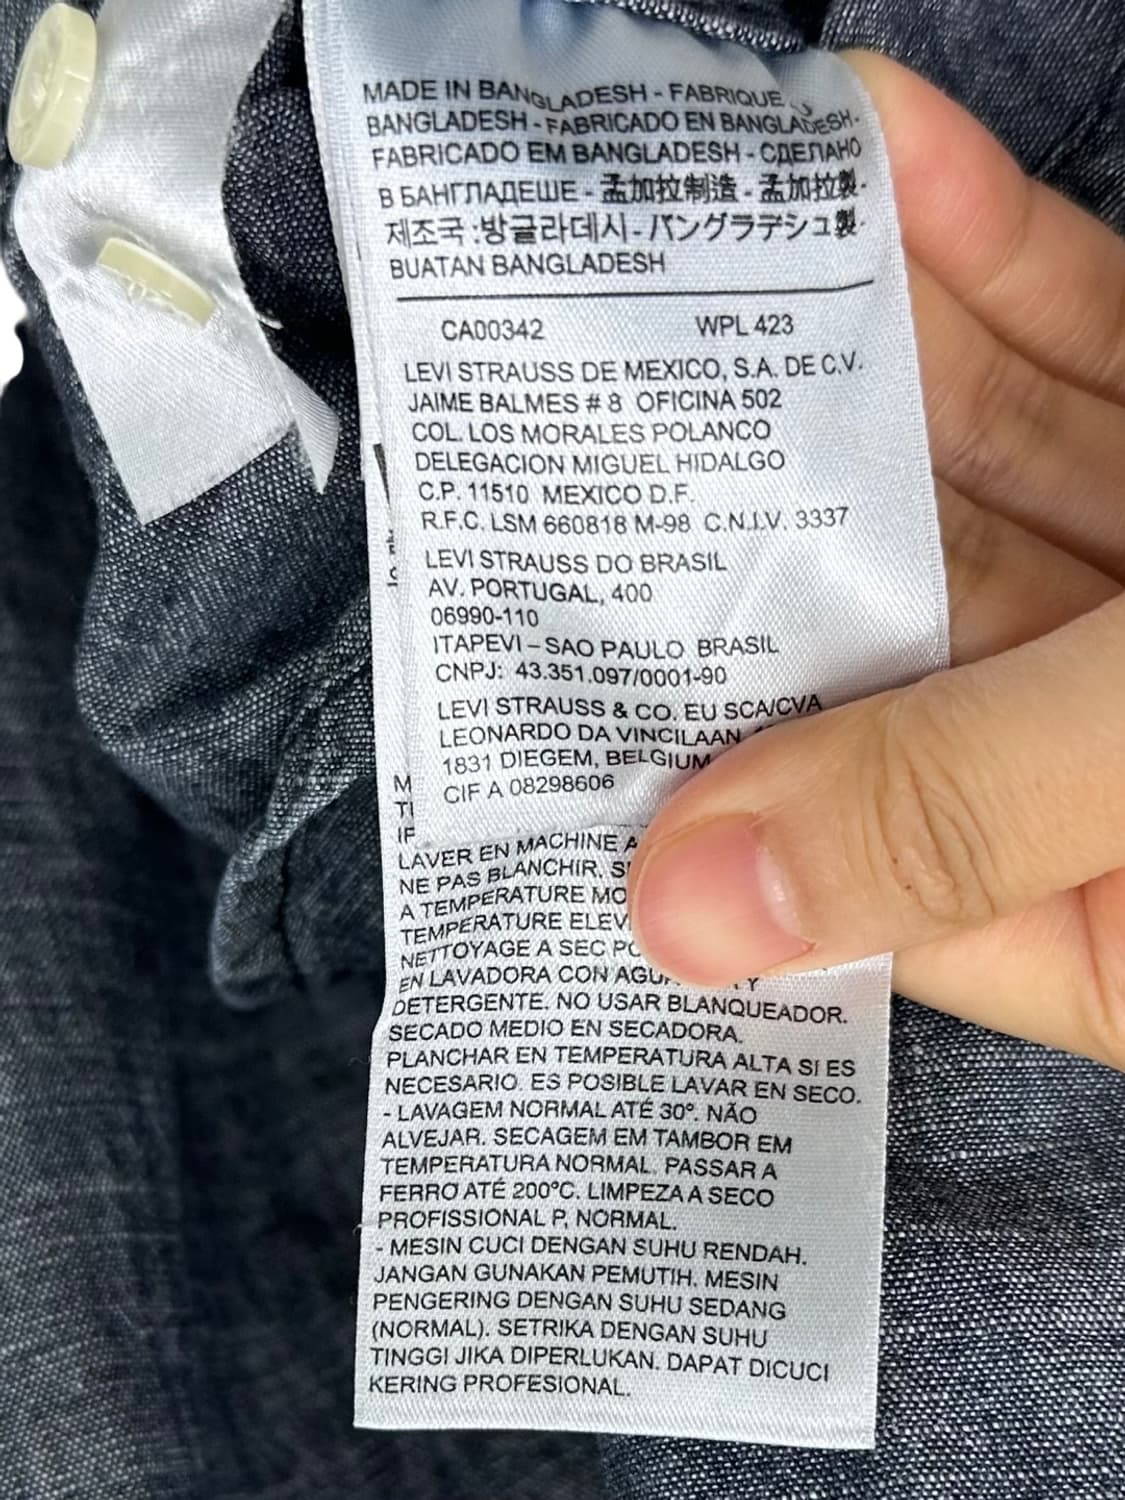 MADE IN BANGLADESH - FABRIQUE
BANGLADESH - FABRICADO EN BANGLADESH -
FABRICADO EM BANGLADESH - СДЕЛАНО
В БАНГЛАДЕШЕ - 孟加拉制造 - 孟加拉製 -
제조국 : 방글라데시 - バングラデシュ製 -
BUATAN BANGLADESH
CA00342 WPL 423
LEVI STRAUSS DE MEXICO, S.A. DE C.V.
JAIME BALMES # 8 OFICINA 502
COL. LOS MORALES POLANCO
DELEGACION MIGUEL HIDALGO
C.P. 11510 MEXICO D.F.
R.F.C. LSM 660818 M-98 C.N.I.V. 3337
LEVI STRAUSS DO BRASIL
AV. PORTUGAL, 400
06990-110
ITAPEVI – SAO PAULO BRASIL
CNPJ: 43.351.097/0001-90
LEVI STRAUSS & CO. EU SCA/CVA
LEONARDO DA VINCILAAN
1831 DIEGEM, BELGIUM
CIF A 08298606
LAVER EN MACHINE
NE PAS BLANCHIR.
A TEMPERATURE
TEMPERATURE
NETTOYAGE A SEC
EN LAVADORA CON Y
DETERGENTE. NO USAR BLANQUEADOR.
SECADO MEDIO EN SECADORA.
PLANCHAR EN TEMPERATURA ALTA SI ES
NECESARIO. ES POSIBLE LAVAR EN SECO.
- LAVAGEM NORMAL ATÉ 30°. NÃO
ALVEJAR. SECAGEM EM TAMBOR EM
TEMPERATURA NORMAL. PASSAR A
FERRO ATÉ 200°C. LIMPEZA A SECO
PROFISSIONAL P, NORMAL.
- MESIN CUCI DENGAN SUHU RENDAH.
JANGAN GUNAKAN PEMUTIH. MESIN
PENGERING DENGAN SUHU SEDANG
(NORMAL). SETRIKA DENGAN SUHU
TINGGI JIKA DIPERLUKAN. DAPAT DICUCI
KERING PROFESIONAL.